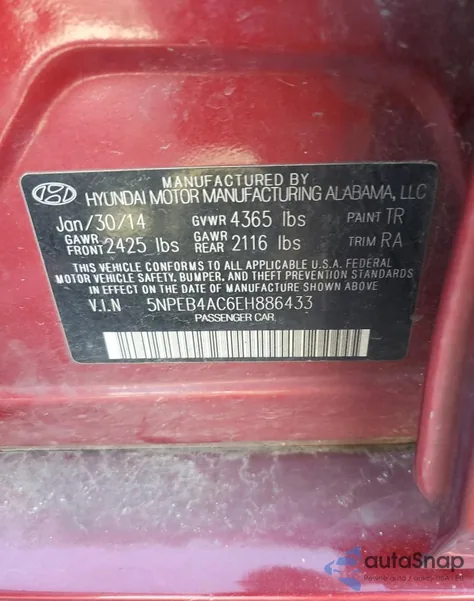 MANUFACTURED BY
HYUNDAI MOTOR MANUFACTURING ALABAMA, LLC
Jan/30/14 GVWR 4365 lbs PAINT TR
GAWR FRONT 2425 lbs GAWR REAR 2116 lbs TRIM RA
THIS VEHICLE CONFORMS TO ALL APPLICABLE U.S.A. FEDERAL
MOTOR VEHICLE SAFETY, BUMPER, AND THEFT PREVENTION STANDARDS
IN EFFECT ON THE DATE OF MANUFACTURE SHOWN ABOVE
V.I.N 5NPEB4AC6EH886433
PASSENGER CAR
autoSnap